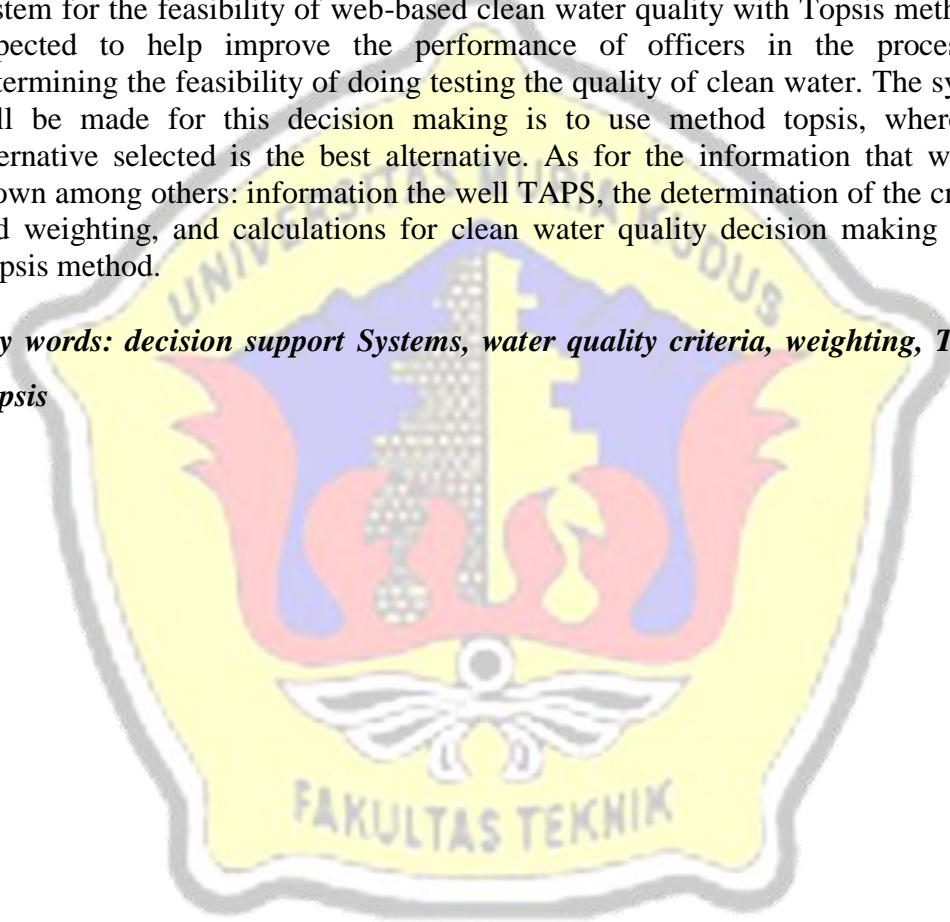 stem for the feasibility of web-based clean water quality with Topsis meth
pected to help improve the performance of officers in the proces
termining the feasibility of doing testing the quality of clean water. The sy
ll be made for this decision making is to use method topsis, where
ernative selected is the best alternative. As for the information that w
own among others: information the well TAPS, the determination of the cr
d weighting, and calculations for clean water quality decision making
psis method.
y words: decision support Systems, water quality criteria, weighting, T
psis
UNIVERSITAS MURIA KUDUS
FAKULTAS TEKNIK